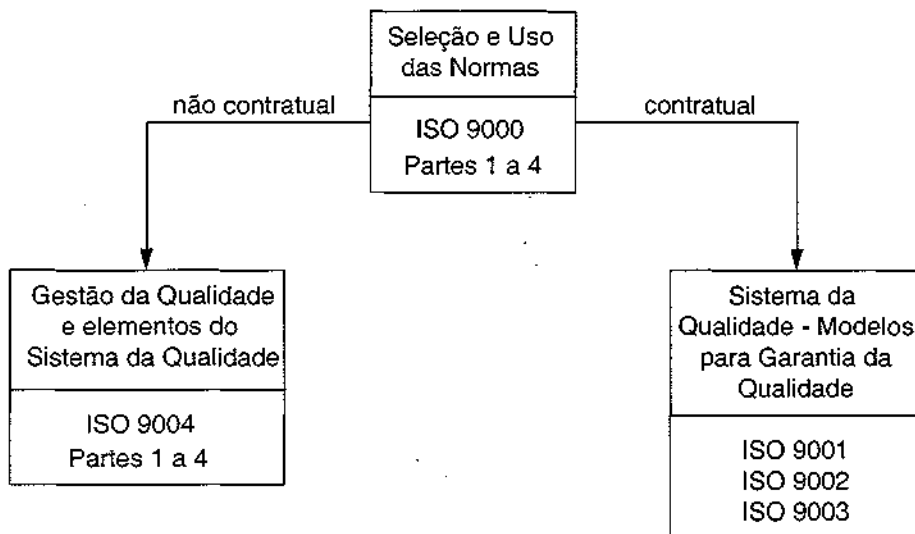 Seleção e Uso
das Normas
não contratual
contratual
ISO 9000
Partes 1 a 4
Gestão da Qualidade
e elementos do
Sistema da Qualidade
ISO 9004
Partes 1 a 4
Sistema da
Qualidade - Modelos
para Garantia da
Qualidade
ISO 9001
ISO 9002
ISO 9003